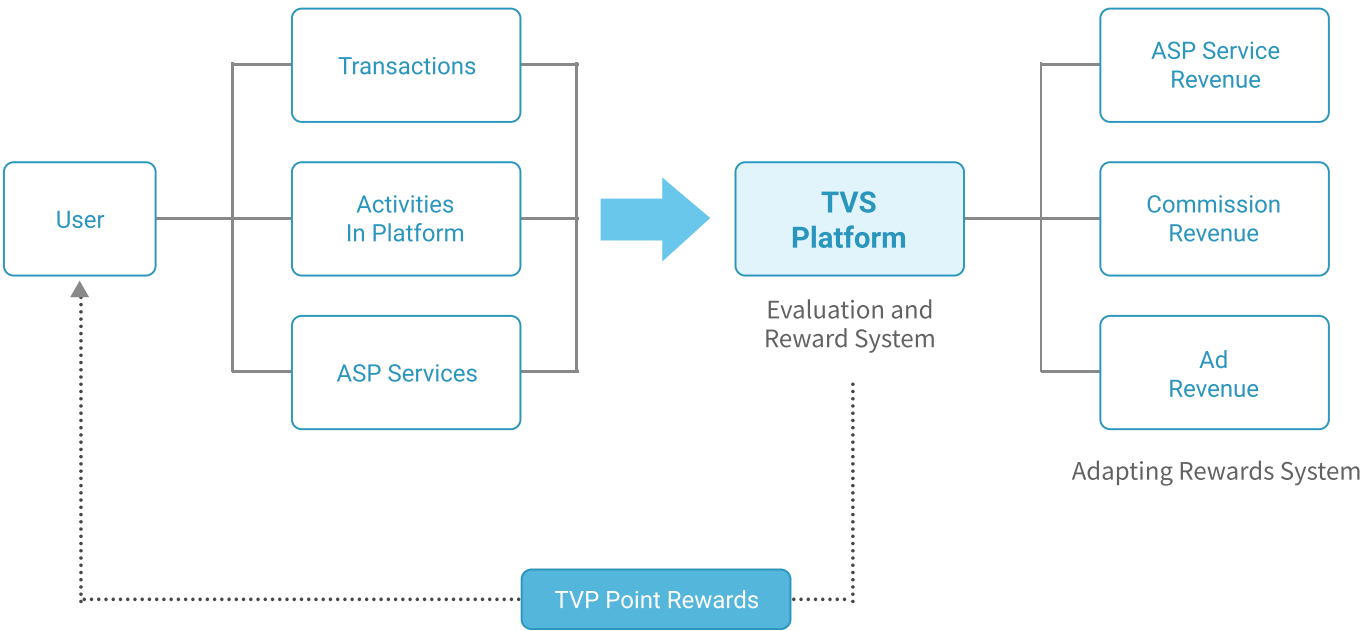 User
Transactions
Activities
In Platform
ASP Services
TVS
Platform
Evaluation and
Reward System
ASP Service
Revenue
Commission
Revenue
Ad
Revenue
Adapting Rewards System
TVP Point Rewards